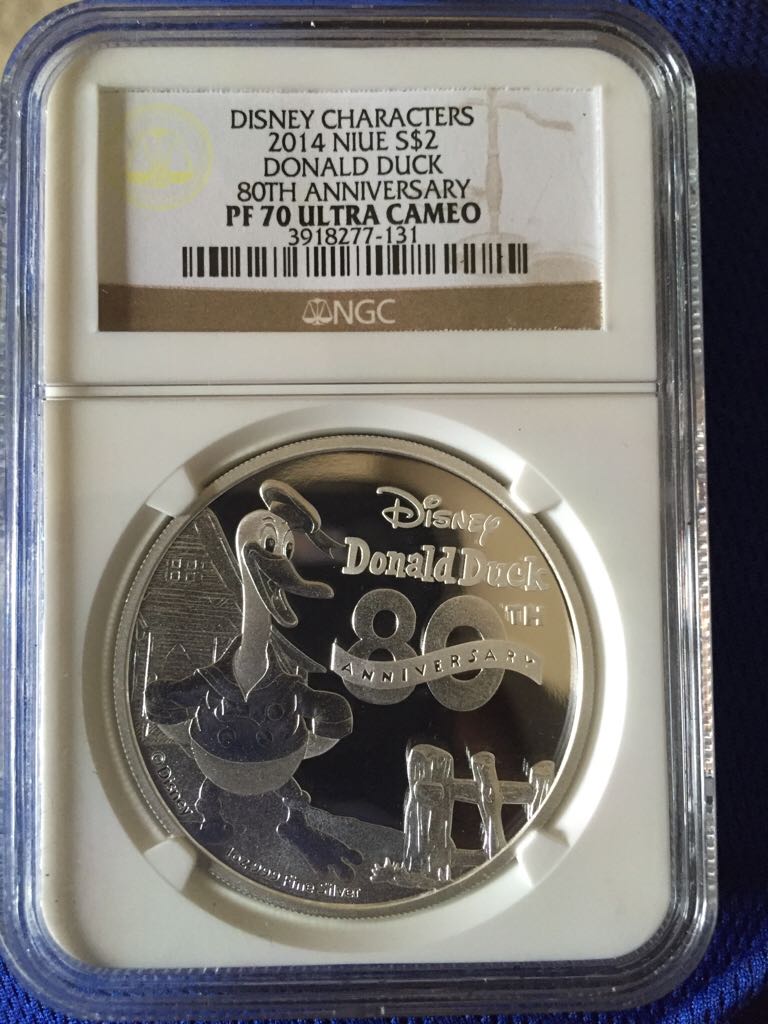 DISNEY CHARACTERS
2014 NIUE S$2
DONALD DUCK
80TH ANNIVERSARY
PF 70 ULTRA CAMEO
3918277-131
NGC
Disney
Donald Duck
80TH
ANNIVERSARY
©Disney
1oz 999 Fine Silver